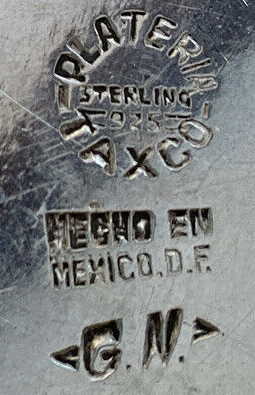 PLATERIA
STERLING
925
TAXCO
HECHO EN
MEXICO, D.F.
G.N.